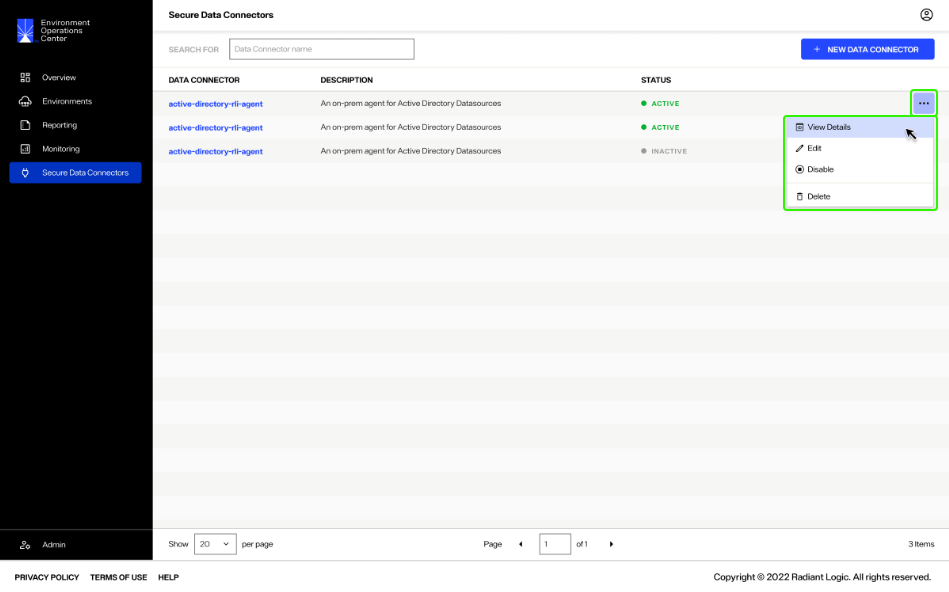 Environment
Operations
Center
Secure Data Connectors
SEARCH FOR Data Connector name + NEW DATA CONNECTOR
Overview
Environments
Reporting
Monitoring
Secure Data Connectors
DATA CONNECTOR DESCRIPTION STATUS
active-directory-rli-agent An on-prem agent for Active Directory Datasources ACTIVE
active-directory-rli-agent An on-prem agent for Active Directory Datasources ACTIVE
active-directory-rli-agent An on-prem agent for Active Directory Datasources INACTIVE
View Details
Edit
Disable
Delete
Admin
Show 20 per page Page 1 of 1 3 Items
PRIVACY POLICY TERMS OF USE HELP Copyright © 2022 Radiant Logic. All rights reserved.